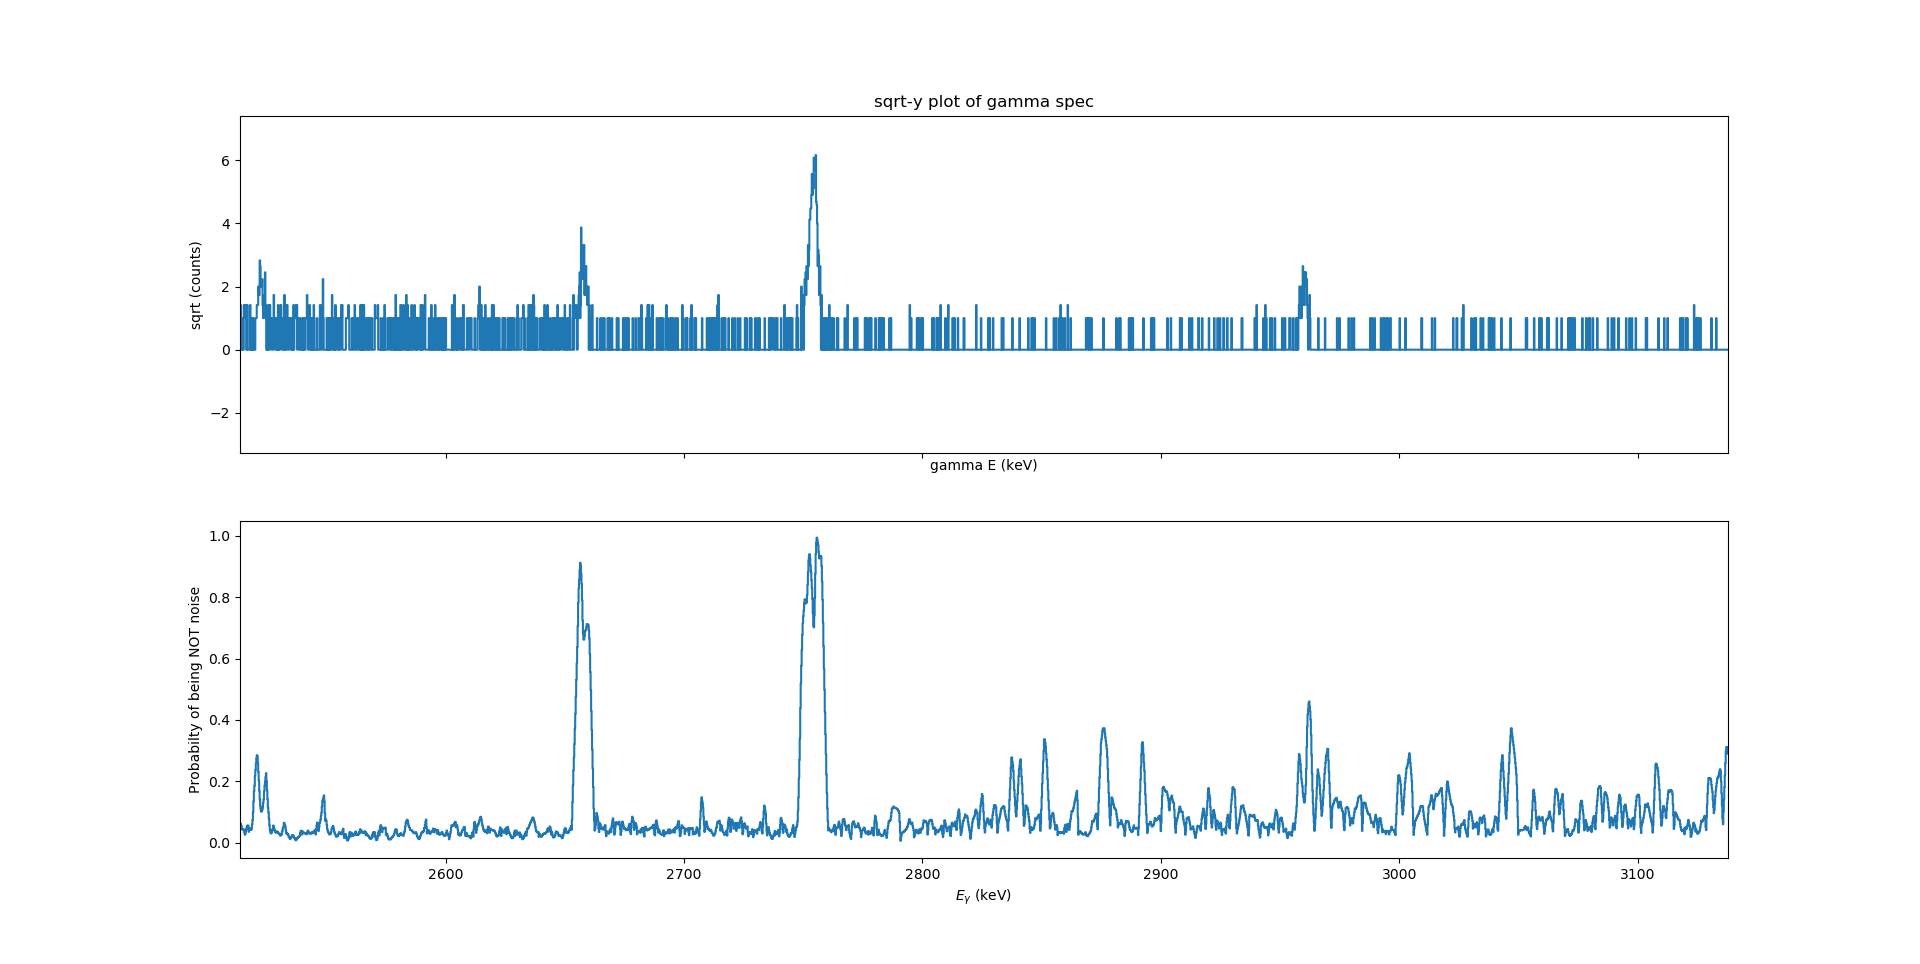 sqrt-y plot of gamma spec
6
4
2
0
−2
sqrt (counts)
gamma E (keV)
1.0
0.8
0.6
0.4
0.2
0.0
Probabilty of being NOT noise
2600 2700 2800 2900 3000 3100
Eγ (keV)